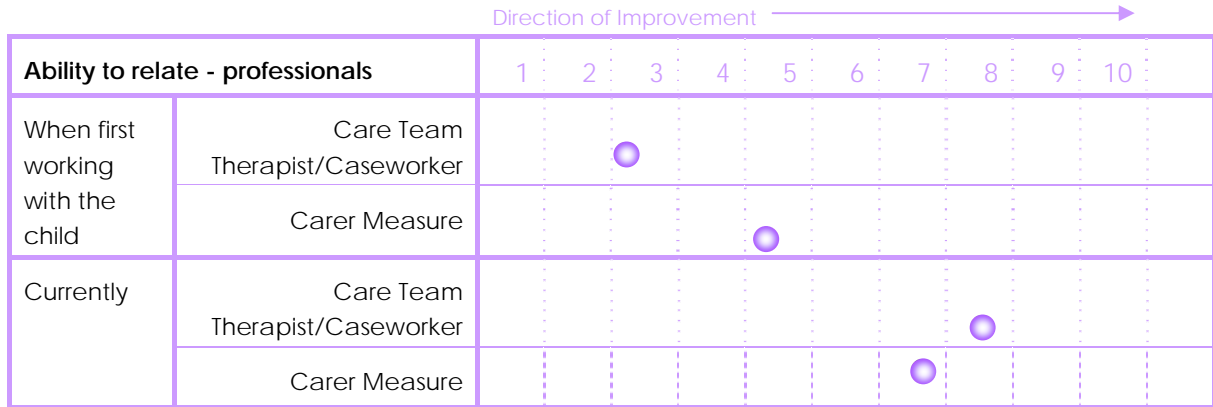 Direction of Improvement
Ability to relate - professionals 1 2 3 4 5 6 7 8 9 10
When first
working
with the
child
Care Team
Therapist/Caseworker
Carer Measure
Currently
Care Team
Therapist/Caseworker
Carer Measure